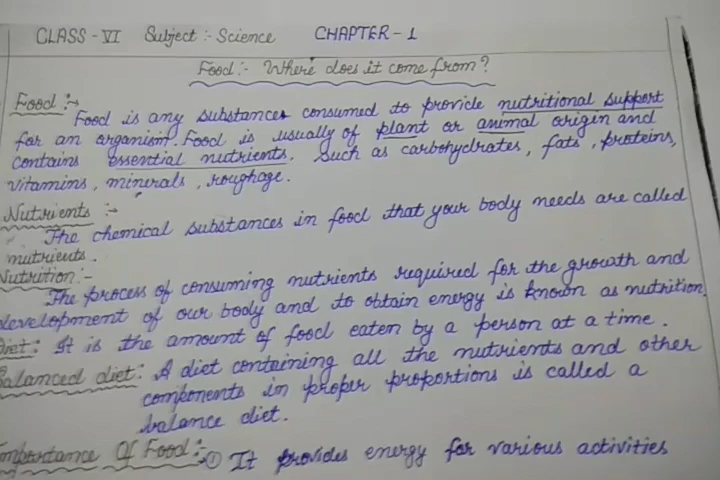 CLASS - VI Subject :- Science CHAPTER - 1
Food :- Where does it come from?
Food :-
Food is any substances consumed to provide nutritional support
for an organism. Food is usually of plant or animal origin and
contains essential nutrients. Such as carbohydrates, fats, proteins,
vitamins, minerals, roughage.
Nutrients :-
The chemical substances in food that your body needs are called
nutrients.
Nutrition :-
The process of consuming nutrients required for the growth and
development of our body and to obtain energy is known as nutrition.
Diet : It is the amount of food eaten by a person at a time.
Balanced diet : A diet containing all the nutrients and other
components in proper proportions is called a
balance diet.
Importance Of Food :- ① It provides energy for various activities